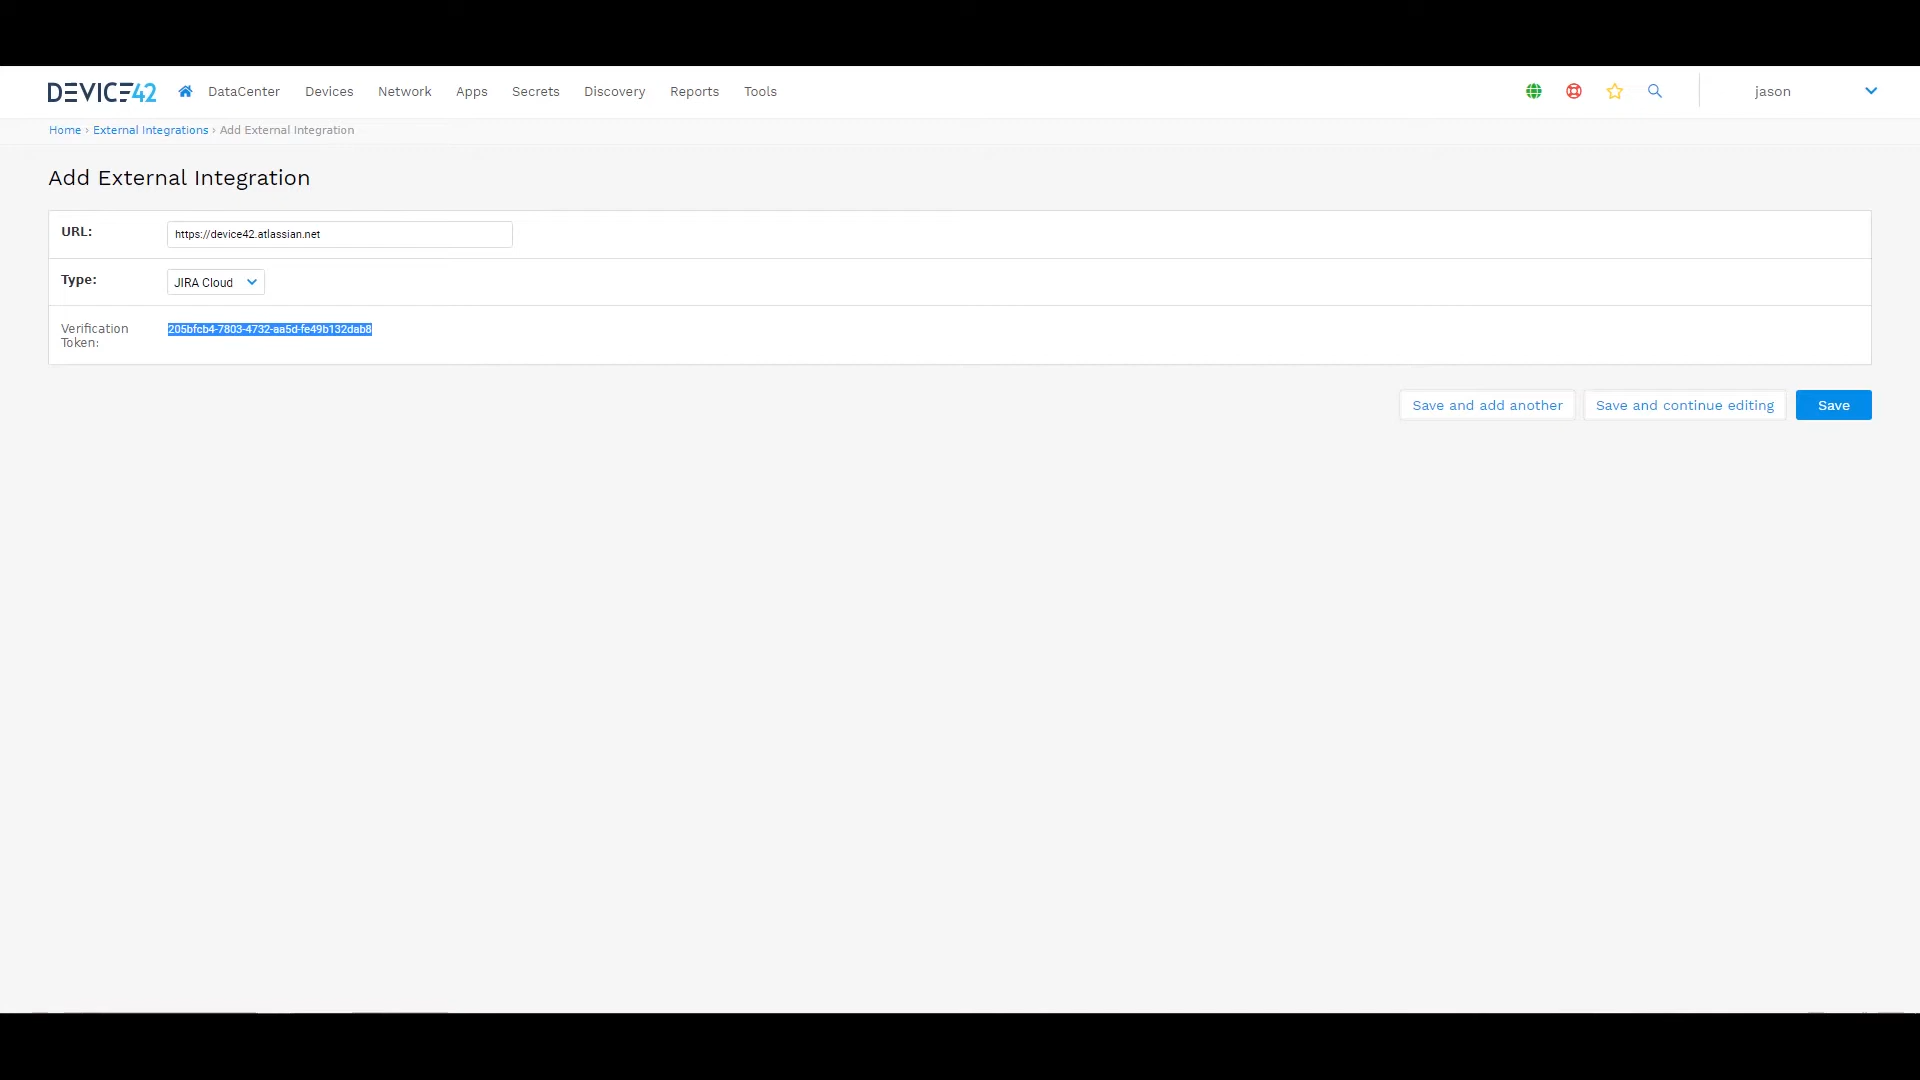 DEVICE42 DataCenter Devices Network Apps Secrets Discovery Reports Tools jason
Home › External Integrations › Add External Integration
Add External Integration
URL: https://device42.atlassian.net
Type: JIRA Cloud
Verification Token: 205bfcb4-7803-4732-aa5d-fe49b132dab8
Save and add another Save and continue editing Save